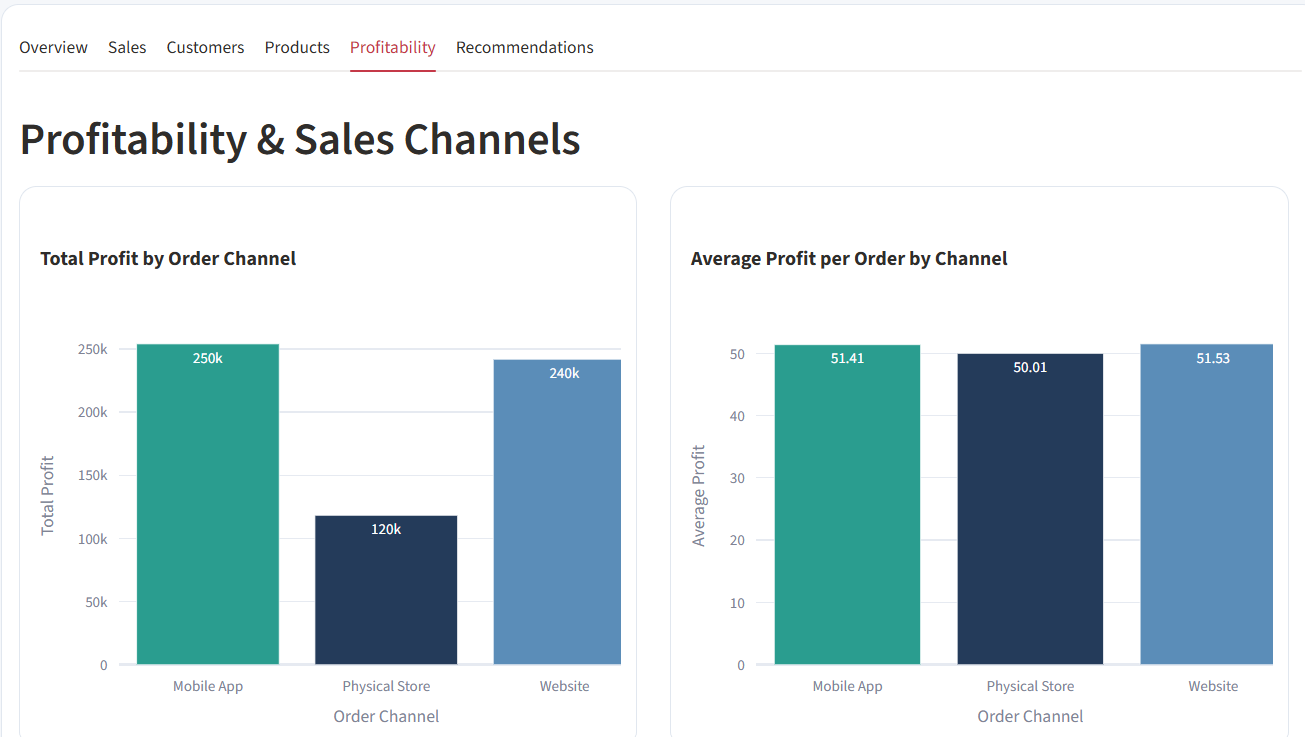 Overview Sales Customers Products Profitability Recommendations
Profitability & Sales Channels
Total Profit by Order Channel
250k
200k
150k
100k
50k
0
Total Profit
250k
120k
240k
Mobile App Physical Store Website
Order Channel
Average Profit per Order by Channel
50
40
30
20
10
0
Average Profit
51.41
50.01
51.53
Mobile App Physical Store Website
Order Channel